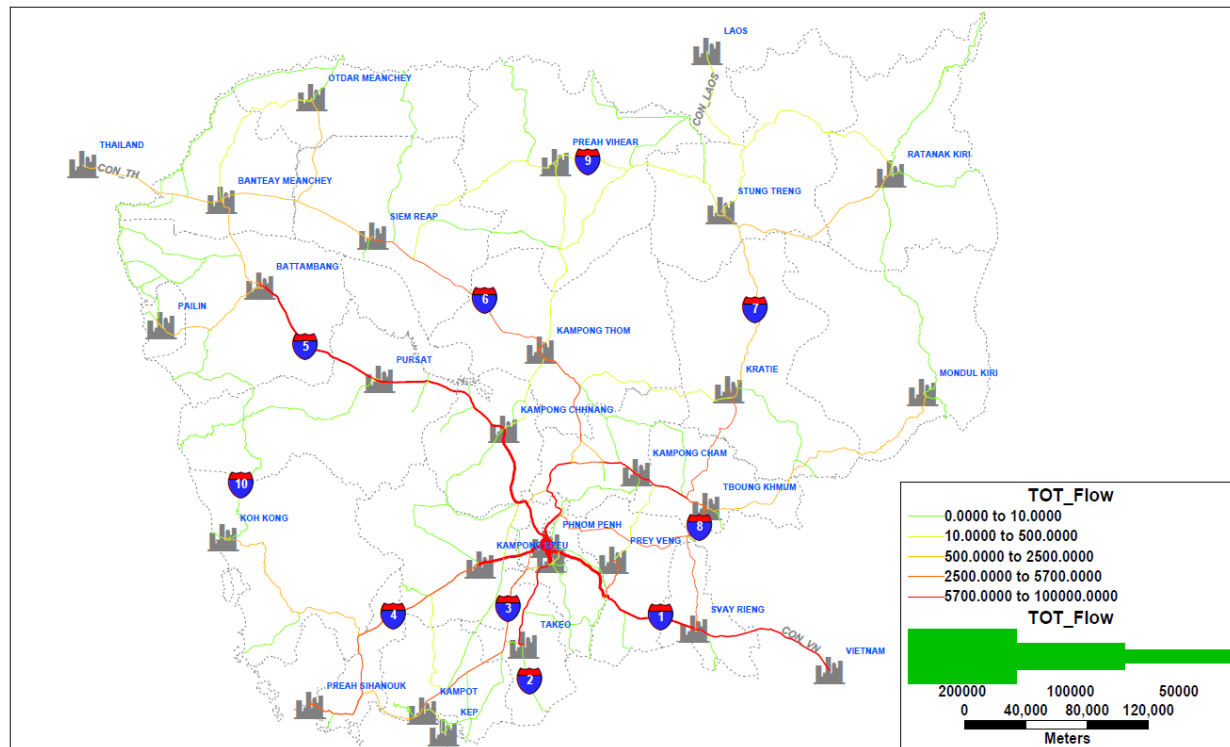 LAOS
OTDAR MEANCHEY
CON_LAOS
THAILAND
CON_TH
PREAH VIHEAR
9
RATANAK KIRI
BANTEAY MEANCHEY
STUNG TRENG
SIEM REAP
BATTAMBANG
6
7
PAILIN
5
KAMPONG THOM
PURSAT
KRATIE
MONDUL KIRI
KAMPONG CHHNANG
KAMPONG CHAM
10
TBOUNG KHMUM
KOH KONG
PHNOM PENH
8
PREY VENG
KAMPONG
4
3
1
SVAY RIENG
CON_VN
TAKEO
VIETNAM
2
PREAH SIHANOUK
KAMPOT
KEP
TOT_Flow
0.0000 to 10.0000
10.0000 to 500.0000
500.0000 to 2500.0000
2500.0000 to 5700.0000
5700.0000 to 100000.0000
TOT_Flow
200000 100000 50000
0 40,000 80,000 120,000
Meters